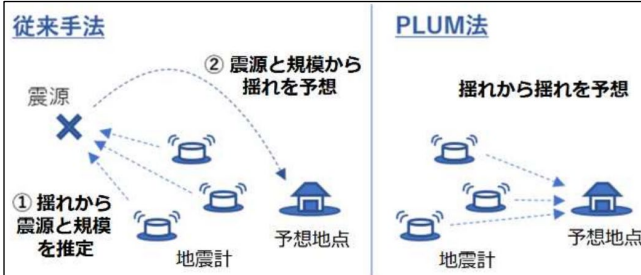 従来手法
② 震源と規模から
揺れを予想
震源
① 揺れから
震源と規模
を推定
地震計
予想地点
PLUM法
揺れから揺れを予想
地震計
予想地点